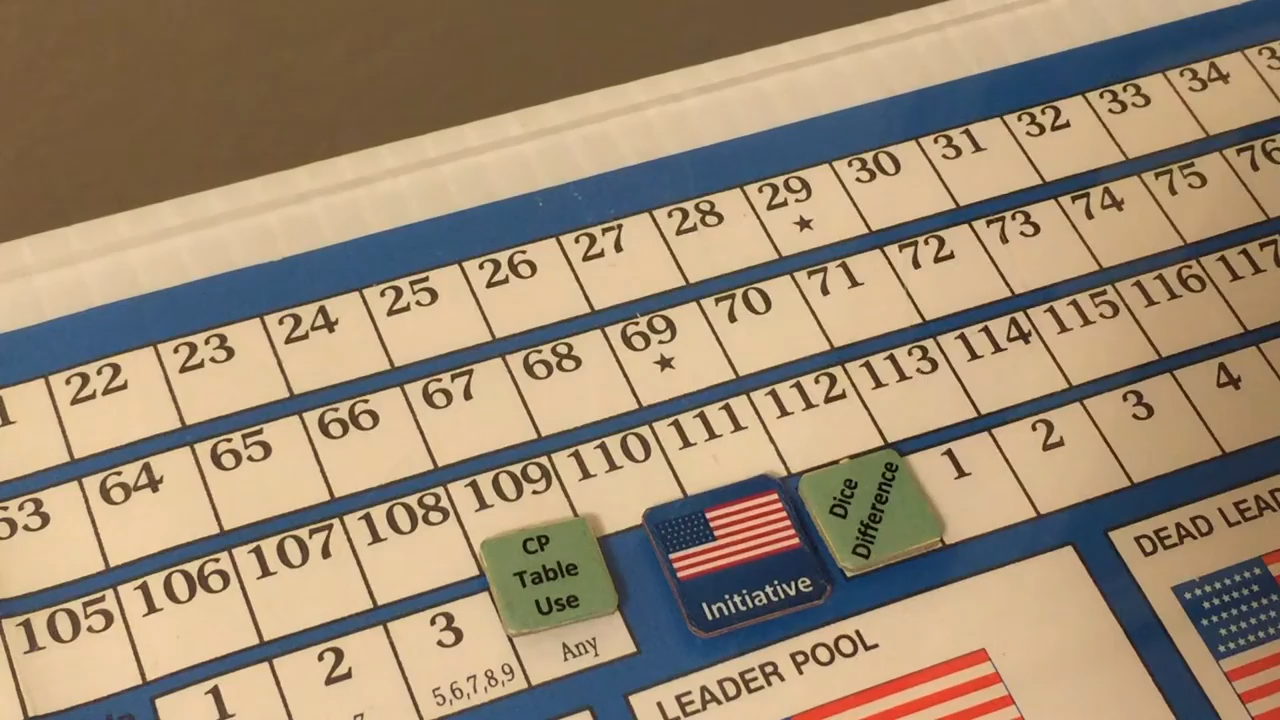 22 23 24 25 26 27 28 29 30 31 32 33 34
★
64 65 66 67 68 69 70 71 72 73 74 75 76
★
105 106 107 108 109 110 111 112 113 114 115 116 117
1 2 3 4
Dice
Difference
Initiative
CP
Table
Use
1 2 3
5,6,7,8,9
Any
LEADER POOL
DEAD